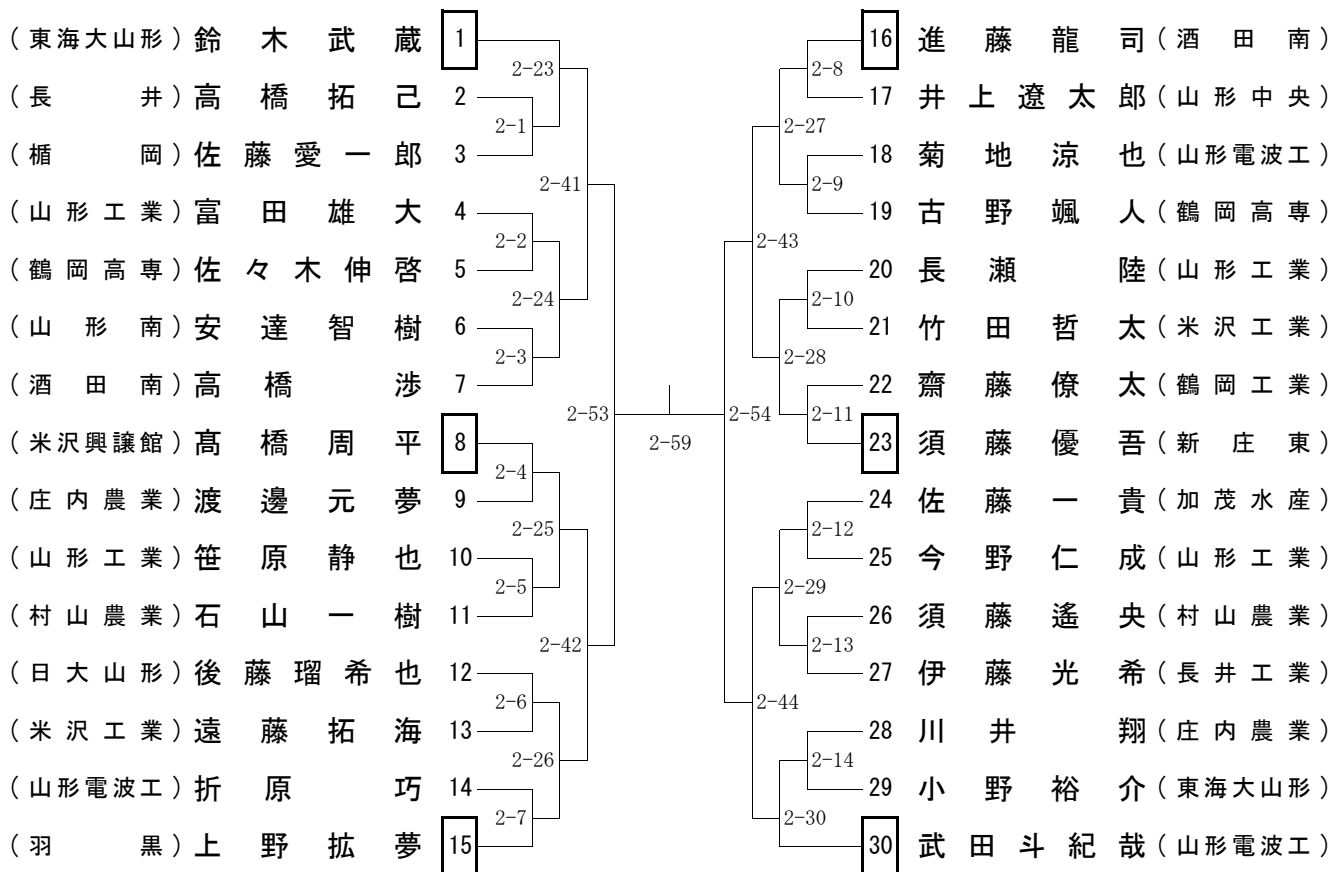 (東海大山形) 鈴木武蔵 1
(長井) 高橋拓己 2
(楯岡) 佐藤愛一郎 3
(山形工業) 富田雄大 4
(鶴岡高専) 佐々木伸啓 5
(山形南) 安達智樹 6
(酒田南) 高橋渉 7
(米沢興譲館) 髙橋周平 8
(庄内農業) 渡邊元夢 9
(山形工業) 笹原静也 10
(村山農業) 石山一樹 11
(日大山形) 後藤瑠希也 12
(米沢工業) 遠藤拓海 13
(山形電波工) 折原巧 14
(羽黒) 上野拡夢 15
2-23
2-1
2-41
2-2
2-24
2-3
2-53
2-4
2-25
2-5
2-42
2-6
2-26
2-7
2-59
2-8
2-27
2-9
2-43
2-10
2-28
2-11
2-54
2-12
2-29
2-13
2-44
2-14
2-30
16 進藤龍司 (酒田南)
17 井上遼太郎 (山形中央)
18 菊地涼也 (山形電波工)
19 古野颯人 (鶴岡高専)
20 長瀬陸 (山形工業)
21 竹田哲太 (米沢工業)
22 齋藤僚太 (鶴岡工業)
23 須藤優吾 (新庄東)
24 佐藤一貴 (加茂水産)
25 今野仁成 (山形工業)
26 須藤遙央 (村山農業)
27 伊藤光希 (長井工業)
28 川井翔 (庄内農業)
29 小野裕介 (東海大山形)
30 武田斗紀哉 (山形電波工)